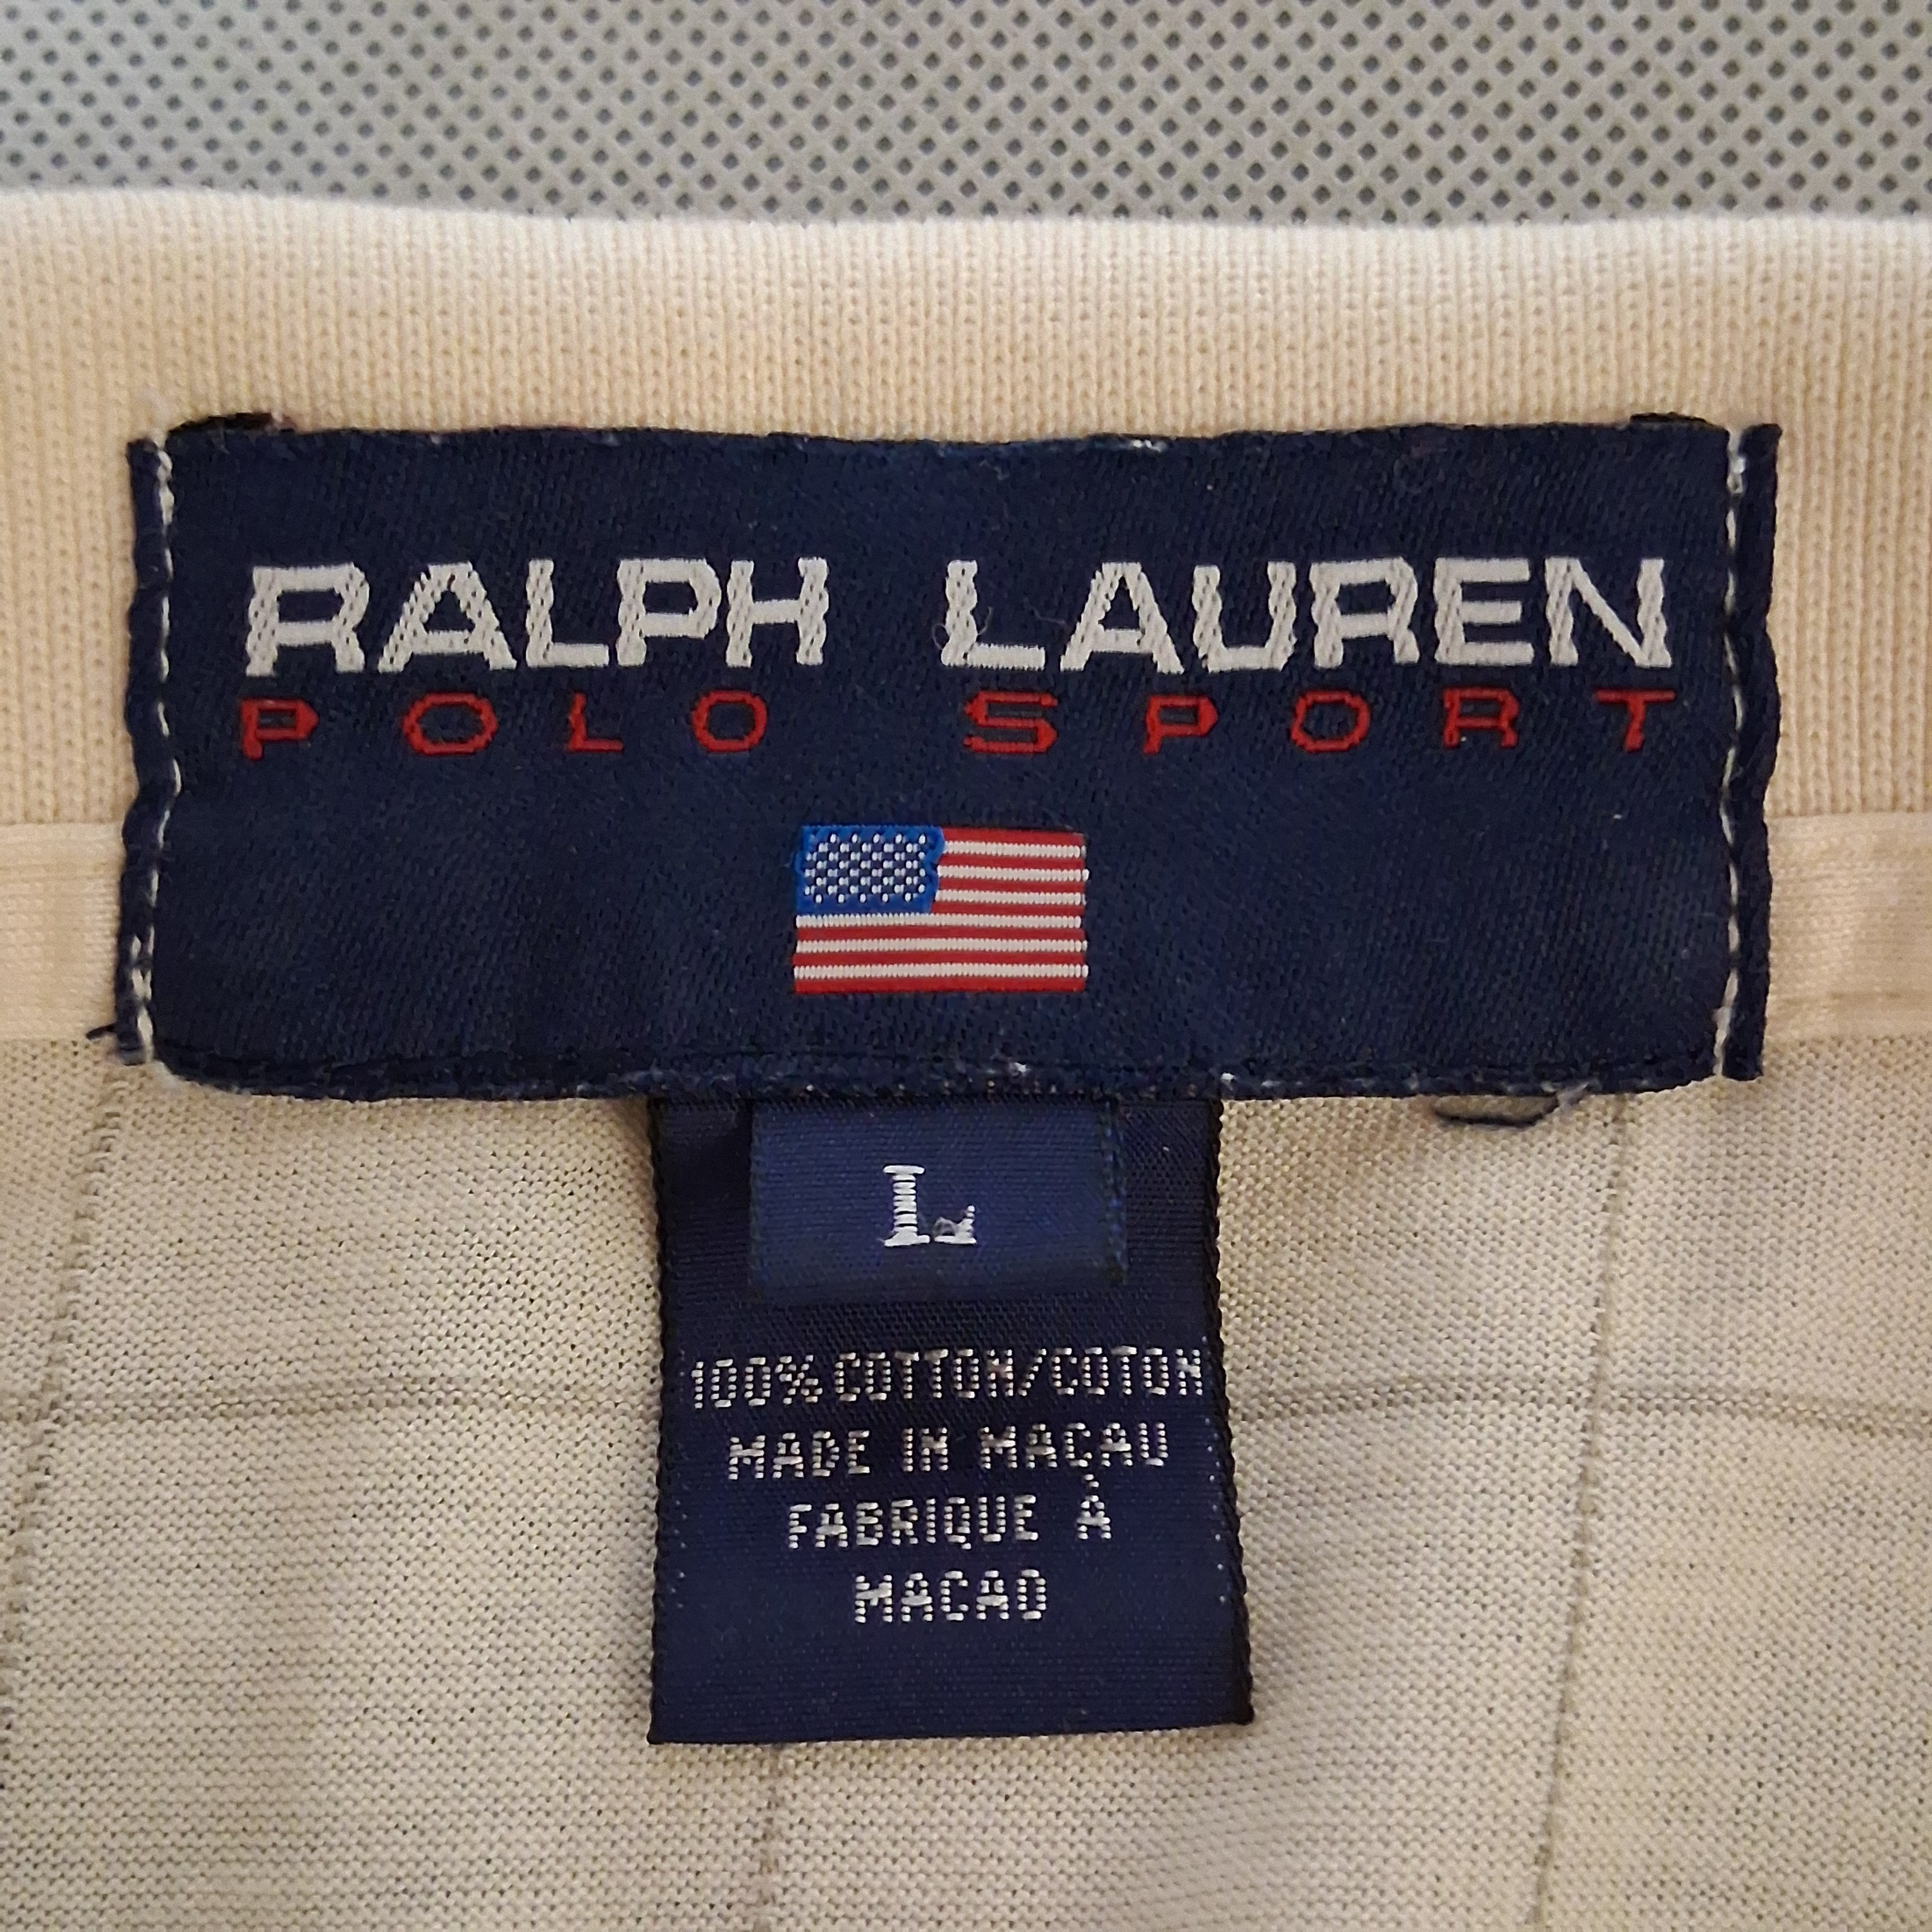 RALPH LAUREN
POLO SPORT
L
100% COTTON/COTON
MADE IN MACAU
FABRIQUE À
MACAO